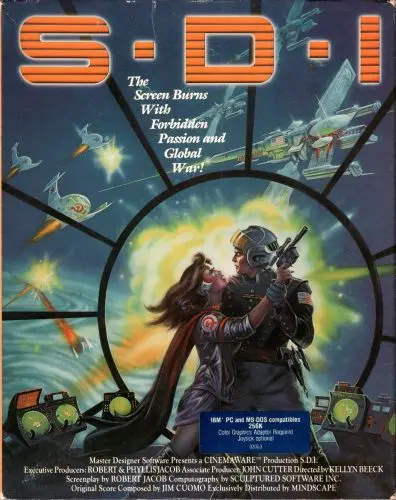 S·D·I
The
Screen Burns
With
Forbidden
Passion and
Global
War!
IBM® PC and MS-DOS compatibles
256K
Color Graphics Adaptor Required
Joystick optional
Master Designer Software Presents a CINEMAWARE™ Production S.D.I.
Executive Producers: ROBERT & PHYLLIS JACOB Associate Producer: JOHN CUTTER Directed by KELLYN BEECK
Screenplay by ROBERT JACOB Computography by SCULPTURED SOFTWARE INC.
Original Score Composed by JIM CUOMO Exclusively Distributed by MINDSCAPE